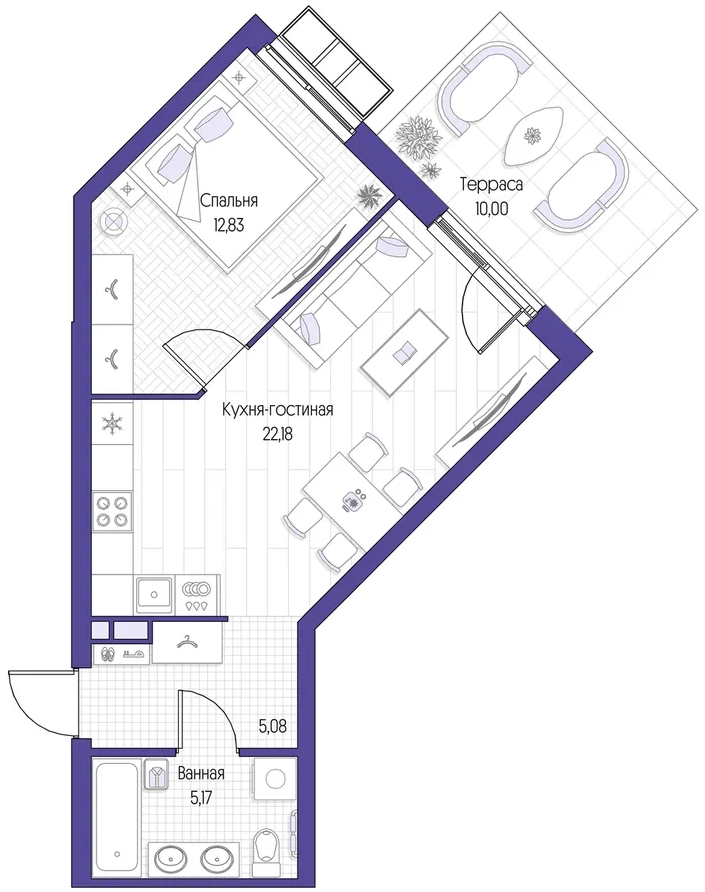 Спальня
12,83
Терраса
10,00
Кухня-гостиная
22,18
5,08
Ванная
5,17